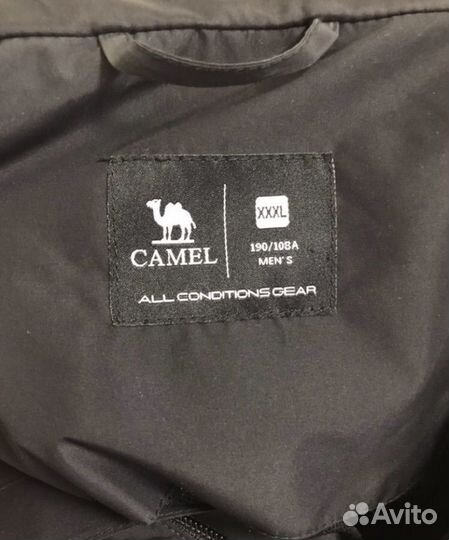 XXXL
CAMEL
190/108A
MEN'S
ALL CONDITIONS GEAR
Avito